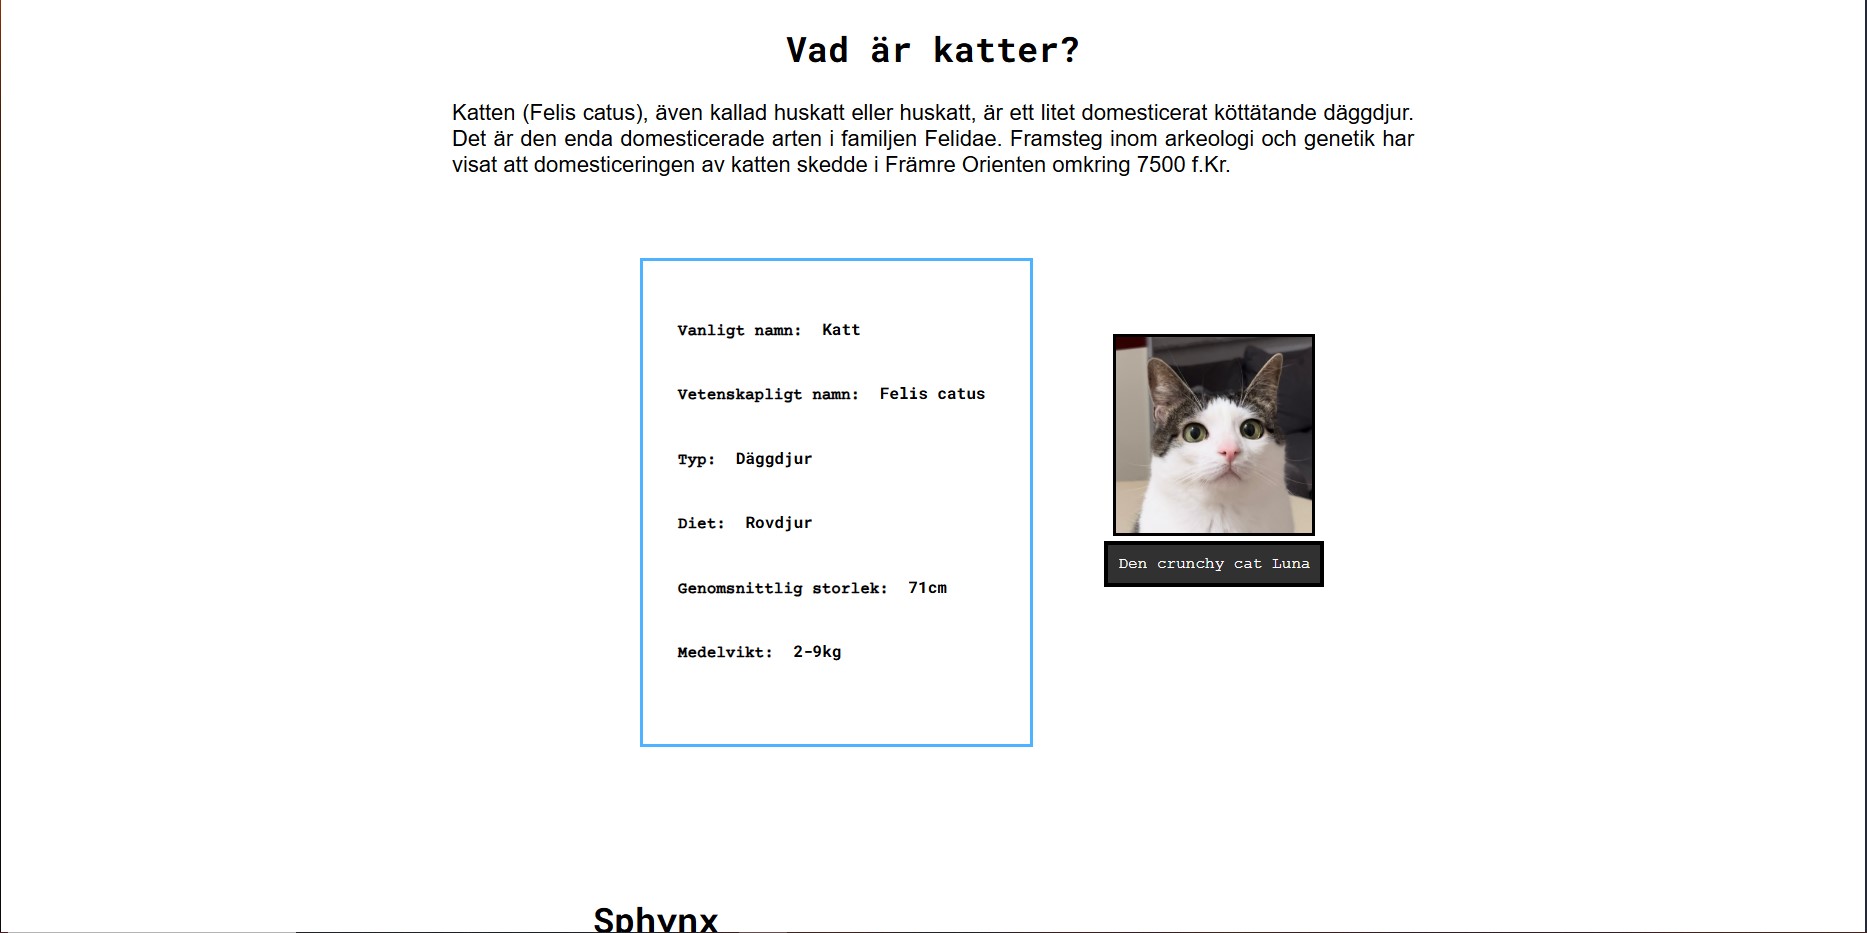 Vad är katter?
Katten (Felis catus), även kallad huskatt eller huskatt, är ett litet domesticerat köttätande däggdjur.
Det är den enda domesticerade arten i familjen Felidae. Framsteg inom arkeologi och genetik har
visat att domesticeringen av katten skedde i Främre Orienten omkring 7500 f.Kr.
Vanligt namn: Katt
Vetenskapligt namn: Felis catus
Typ: Däggdjur
Diet: Rovdjur
Genomsnittlig storlek: 71cm
Medelvikt: 2-9kg
Den crunchy cat Luna
Sphynx